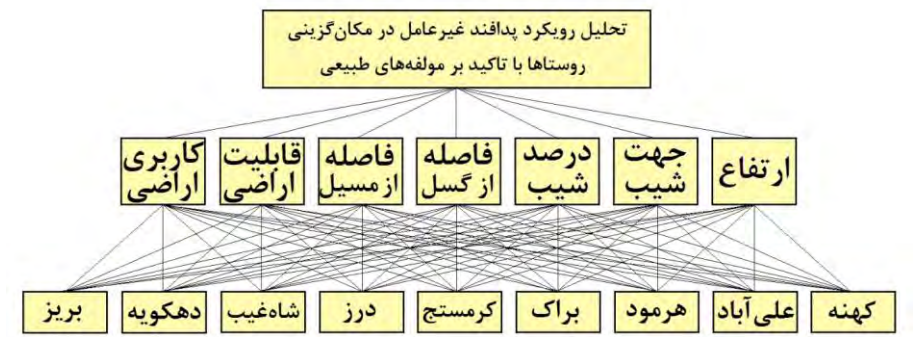 تحلیل رویکرد پدافند غیرعامل در مکان‌گزینی
روستاها با تاکید بر مولفه‌های طبیعی
ارتفاع
جهت
شیب
درصد
شیب
فاصله
از گسل
فاصله
از مسیل
قابلیت
اراضی
کاربری
اراضی
کهنه
علی‌آباد
هرمود
براک
کرمستج
درز
شاه‌غیب
دهکویه
بریز